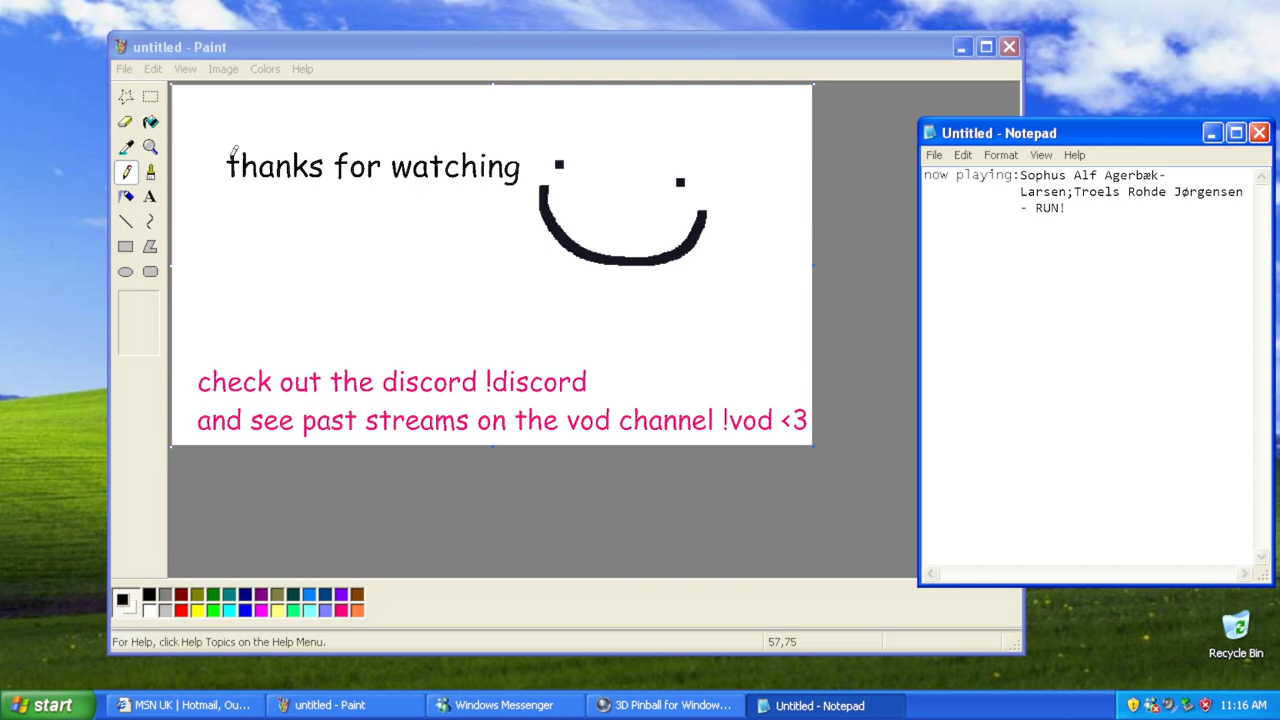 untitled - Paint
File Edit View Image Colors Help
thanks for watching
check out the discord !discord
and see past streams on the vod channel !vod <3
For Help, click Help Topics on the Help Menu.
57,75
Untitled - Notepad
File Edit Format View Help
now playing:Sophus Alf Agerbæk-
Larsen;Troels Rohde Jørgensen
- RUN!
Recycle Bin
start
MSN UK | Hotmail, Ou...
untitled - Paint
Windows Messenger
3D Pinball for Window...
Untitled - Notepad
11:16 AM